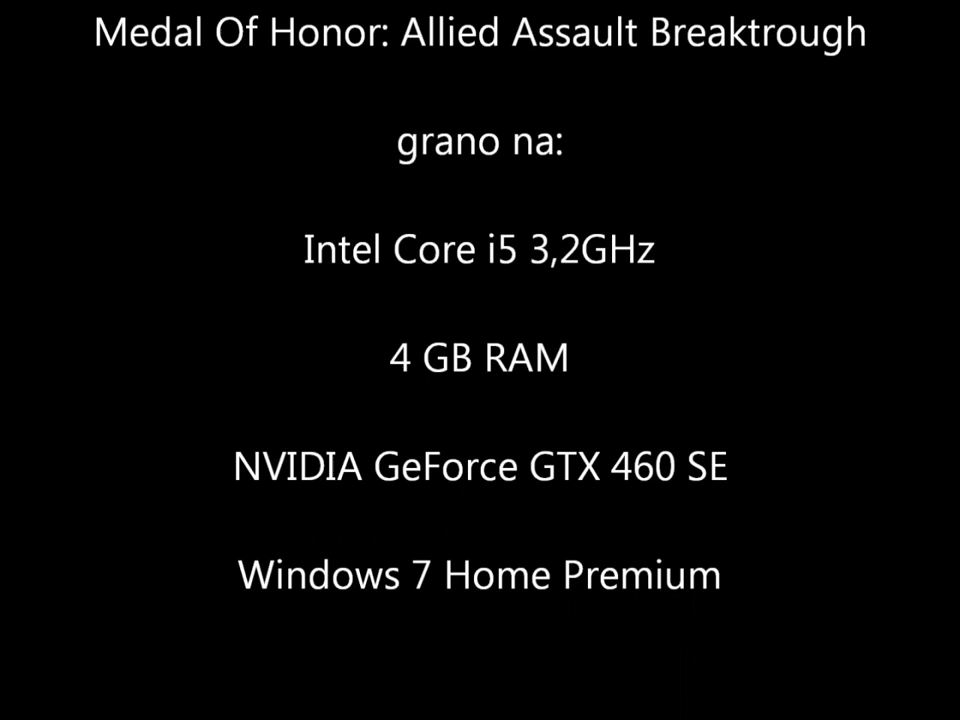 Medal Of Honor: Allied Assault Breaktrough
grano na:
Intel Core i5 3,2GHz
4 GB RAM
NVIDIA GeForce GTX 460 SE
Windows 7 Home Premium